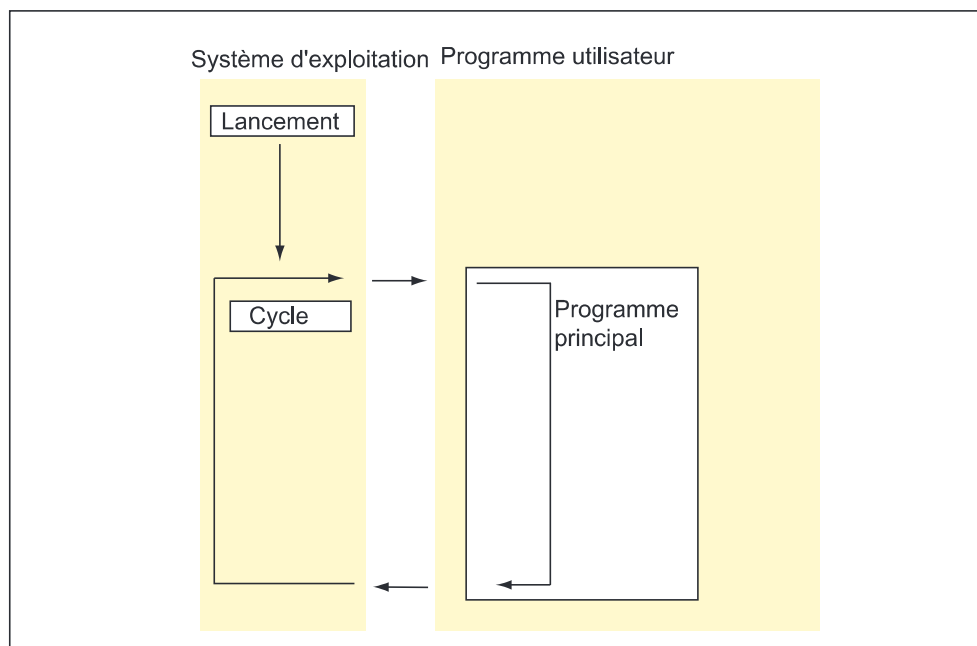 Système d'exploitation
Programme utilisateur
Lancement
Cycle
Programme
principal